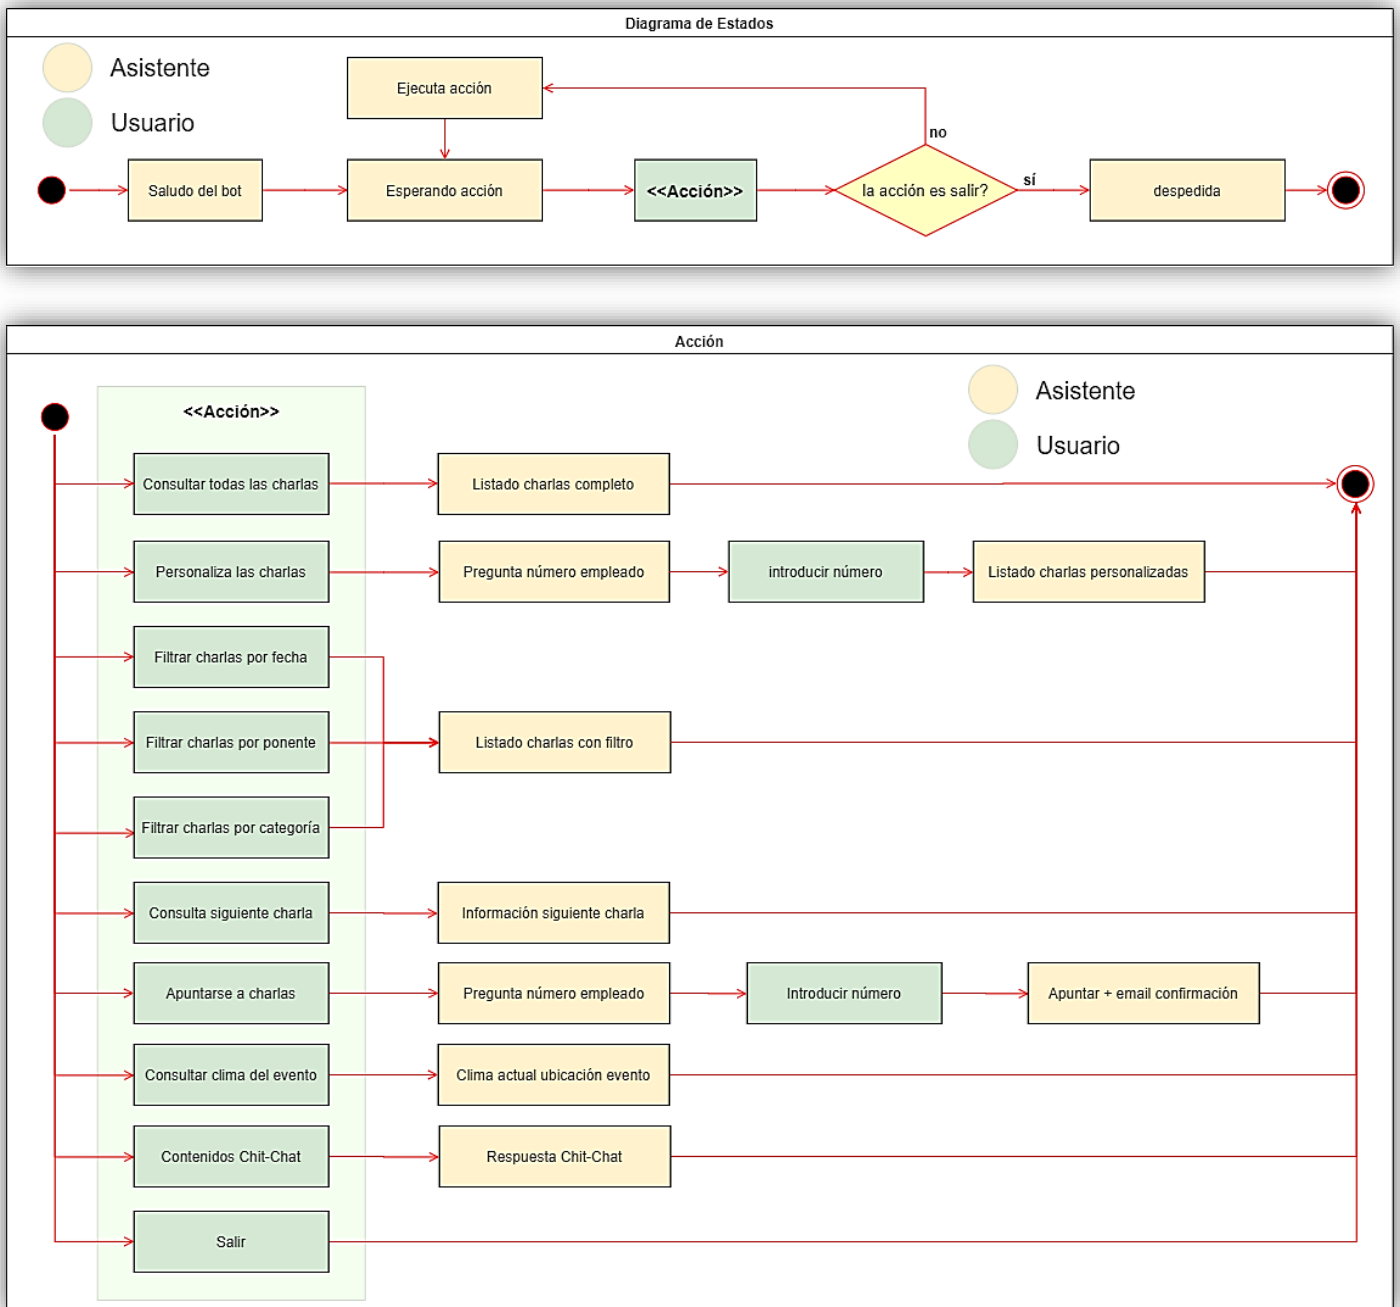 Diagrama de Estados
Asistente
Usuario
Ejecuta acción
no
Saludo del bot
Esperando acción
<<Acción>>
la acción es salir?
sí
despedida
Acción
Asistente
Usuario
<<Acción>>
Consultar todas las charlas
Listado charlas completo
Personaliza las charlas
Pregunta número empleado
introducir número
Listado charlas personalizadas
Filtrar charlas por fecha
Filtrar charlas por ponente
Listado charlas con filtro
Filtrar charlas por categoría
Consulta siguiente charla
Información siguiente charla
Apuntarse a charlas
Pregunta número empleado
Introducir número
Apuntar + email confirmación
Consultar clima del evento
Clima actual ubicación evento
Contenidos Chit-Chat
Respuesta Chit-Chat
Salir